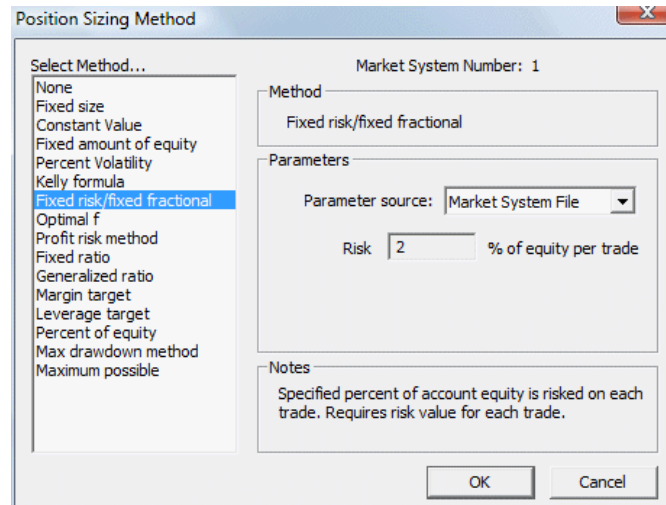 Position Sizing Method
Select Method...
None
Fixed size
Constant Value
Fixed amount of equity
Percent Volatility
Kelly formula
Fixed risk/fixed fractional
Optimal f
Profit risk method
Fixed ratio
Generalized ratio
Margin target
Leverage target
Percent of equity
Max drawdown method
Maximum possible
Market System Number: 1
Method
Fixed risk/fixed fractional
Parameters
Parameter source: Market System File
Risk 2 % of equity per trade
Notes
Specified percent of account equity is risked on each
trade. Requires risk value for each trade.
OK Cancel